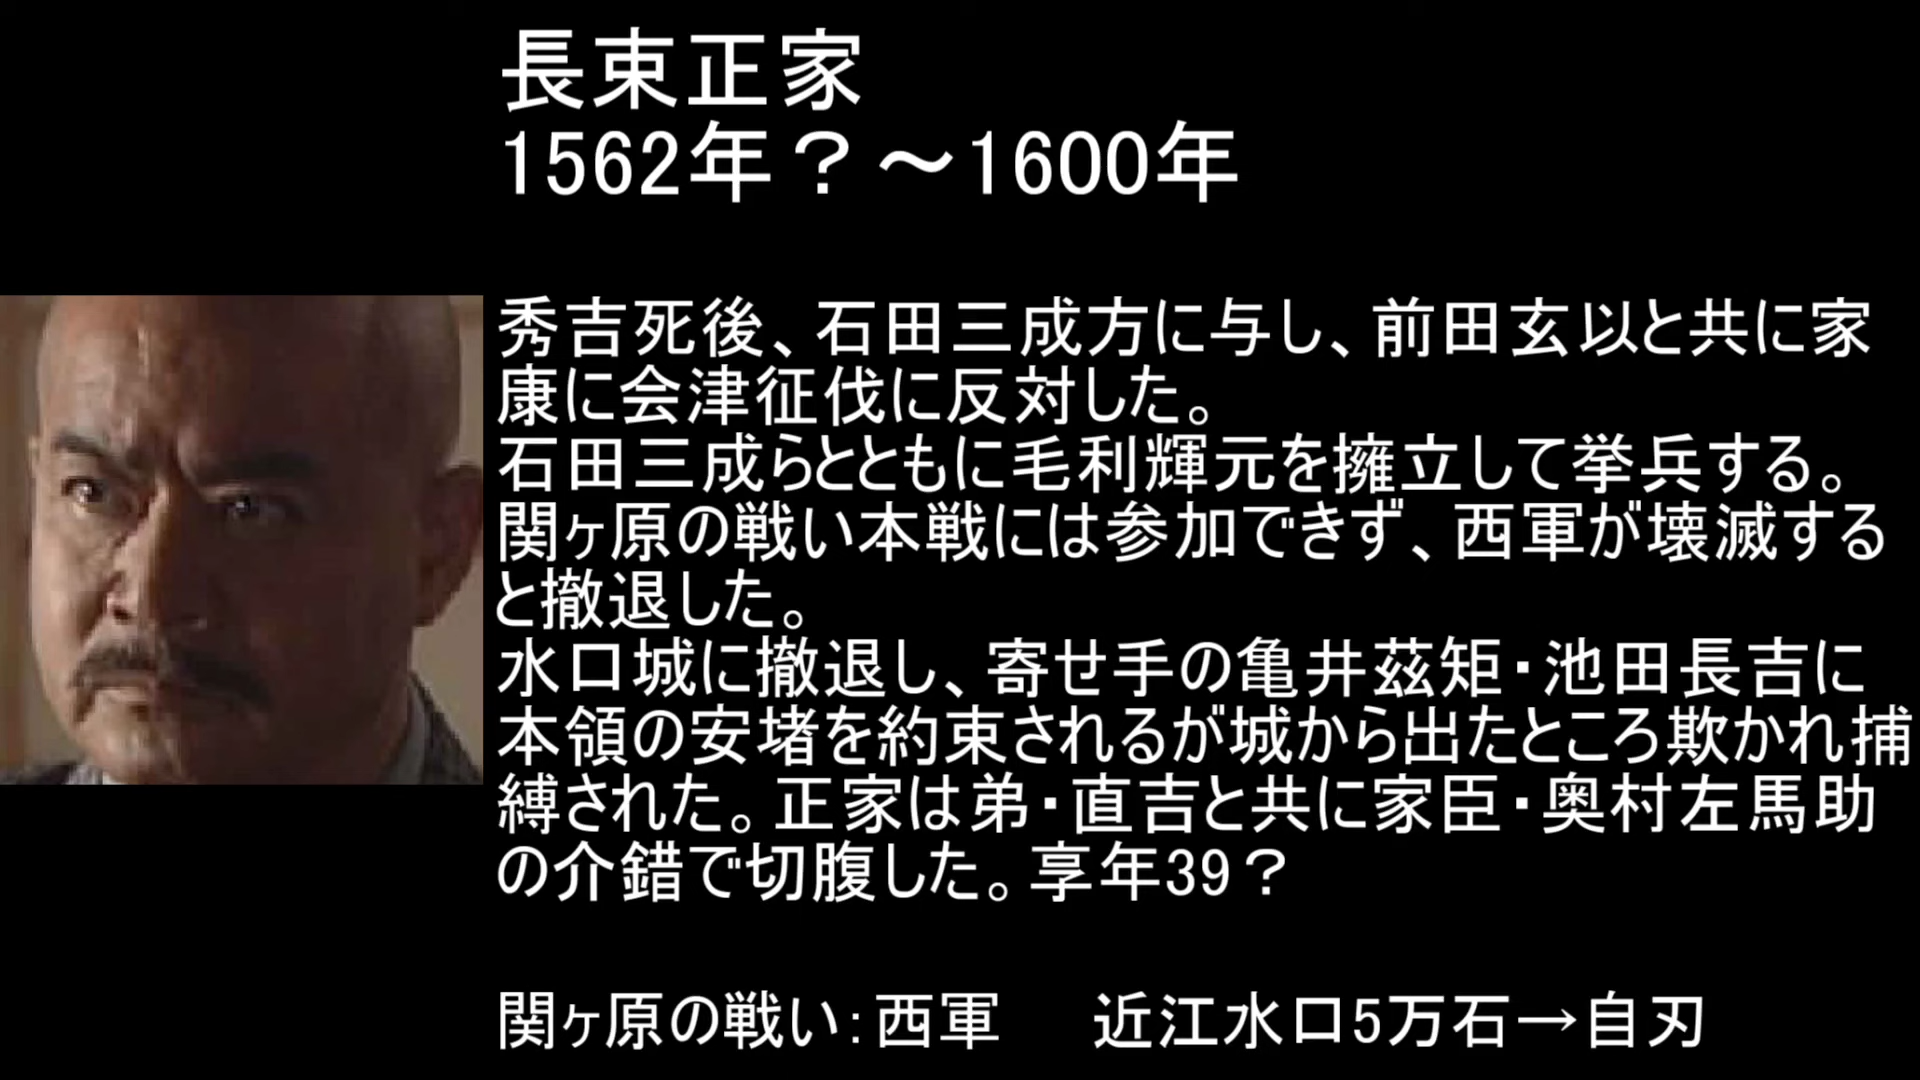 長束正家
1562年？～1600年
秀吉死後、石田三成方に与し、前田玄以と共に家
康に会津征伐に反対した。
石田三成らとともに毛利輝元を擁立して挙兵する。
関ヶ原の戦い本戦には参加できず、西軍が壊滅する
と撤退した。
水口城に撤退し、寄せ手の亀井茲矩・池田長吉に
本領の安堵を約束されるが城から出たところ欺かれ捕
縛された。正家は弟・直吉と共に家臣・奥村左馬助
の介錯で切腹した。享年39？
関ヶ原の戦い：西軍　近江水口5万石→自刃